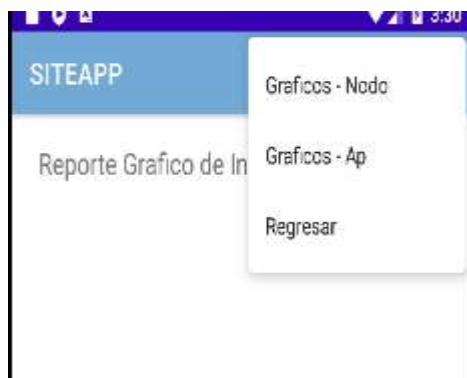 3:30
SITEAPP
Graficos - Nodo
Reporte Grafico de In
Graficos - Ap
Regresar